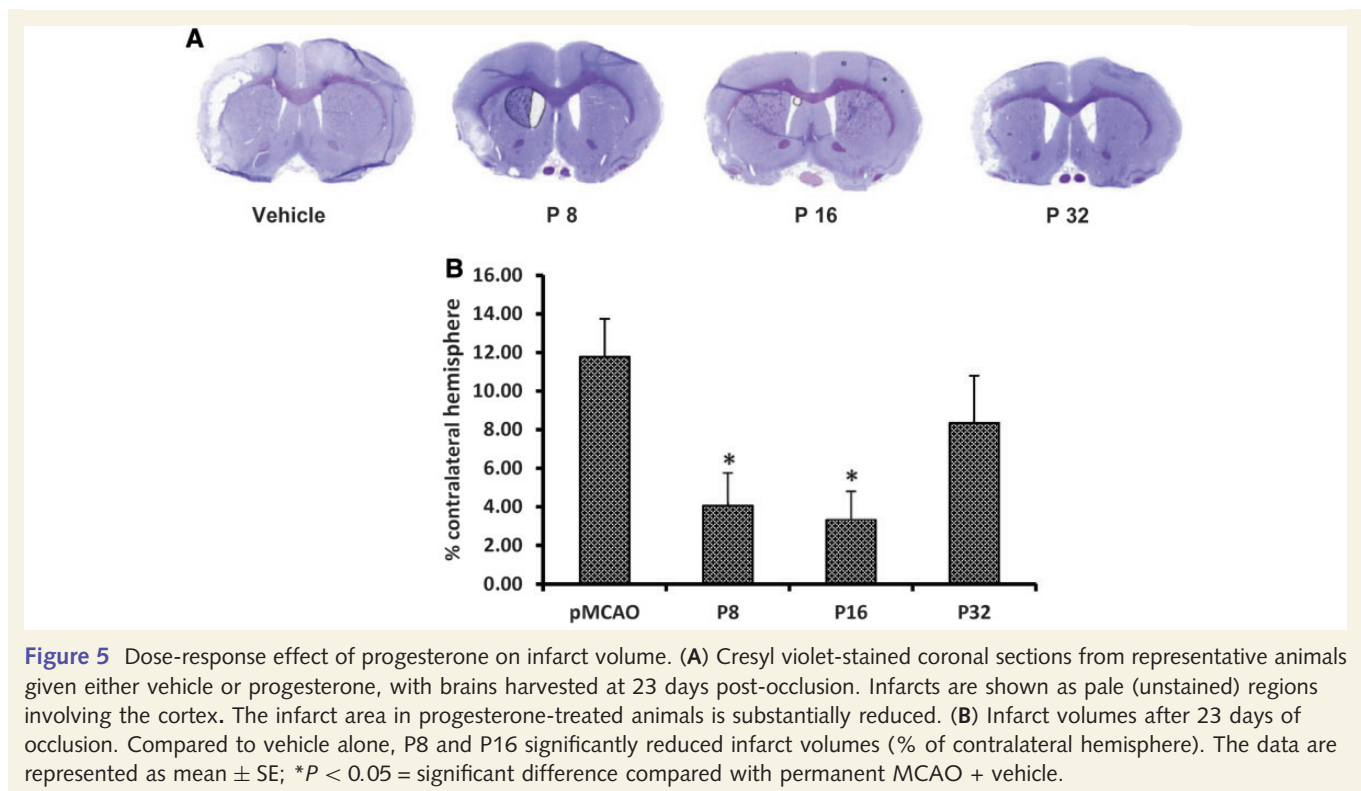 A
Vehicle
P 8
P 16
P 32
B
% contralateral hemisphere
16.00
14.00
12.00
10.00
8.00
6.00
4.00
2.00
0.00
*
*
pMCAO P8 P16 P32
Figure 5 Dose-response effect of progesterone on infarct volume. (A) Cresyl violet-stained coronal sections from representative animals
given either vehicle or progesterone, with brains harvested at 23 days post-occlusion. Infarcts are shown as pale (unstained) regions
involving the cortex. The infarct area in progesterone-treated animals is substantially reduced. (B) Infarct volumes after 23 days of
occlusion. Compared to vehicle alone, P8 and P16 significantly reduced infarct volumes (% of contralateral hemisphere). The data are
represented as mean ± SE; *P < 0.05 = significant difference compared with permanent MCAO + vehicle.